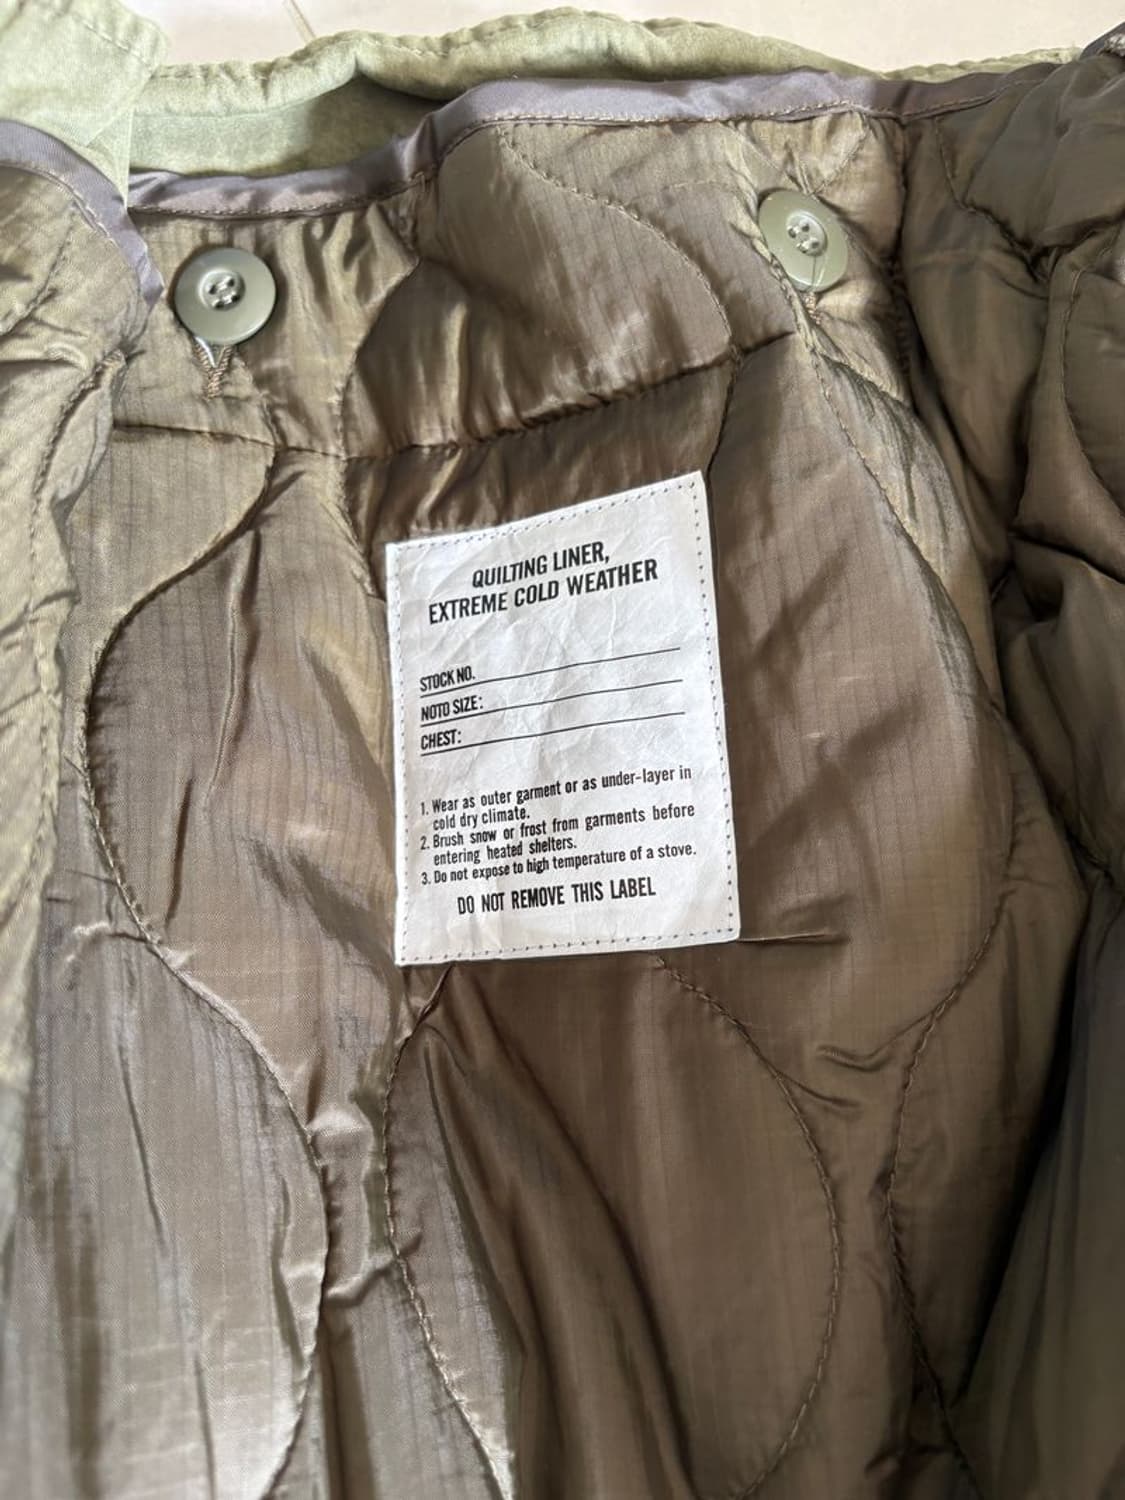 QUILTING LINER,
EXTREME COLD WEATHER
STOCK NO.
NOTO SIZE:
CHEST:
1. Wear as outer garment or as under-layer in
cold dry climate.
2. Brush snow or frost from garments before
entering heated shelters.
3. Do not expose to high temperature of a stove.
DO NOT REMOVE THIS LABEL